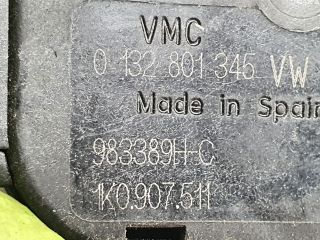 VMC
0 132 801 345 VW
Made in Spain
983389H-C
1K0.907.511